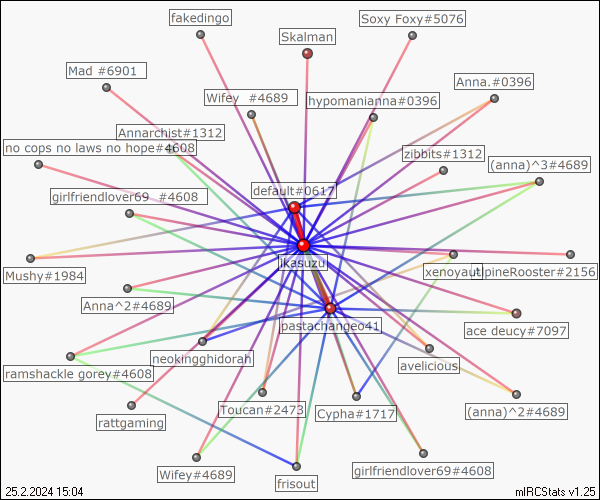 fakedingo
Soxy Foxy#5076
Skalman
Mad #6901
Anna.#0396
Wifey #4689
hypomanianna#0396
Annarchist#1312
no cops no laws no hope#4608
zibbits#1312
(anna)^3#4689
default#0617
girlfriendlover69 #4608
ikasuzu
Mushy#1984
xenoyaut
AlpineRooster#2156
Anna^2#4689
pastachangeo41
ace deucy#7097
neokingghidorah
avelicious
ramshackle gorey#4608
Toucan#2473
Cypha#1717
(anna)^2#4689
rattgaming
Wifey#4689
girlfriendlover69#4608
frisout
25.2.2024 15:04
mIRCStats v1.25